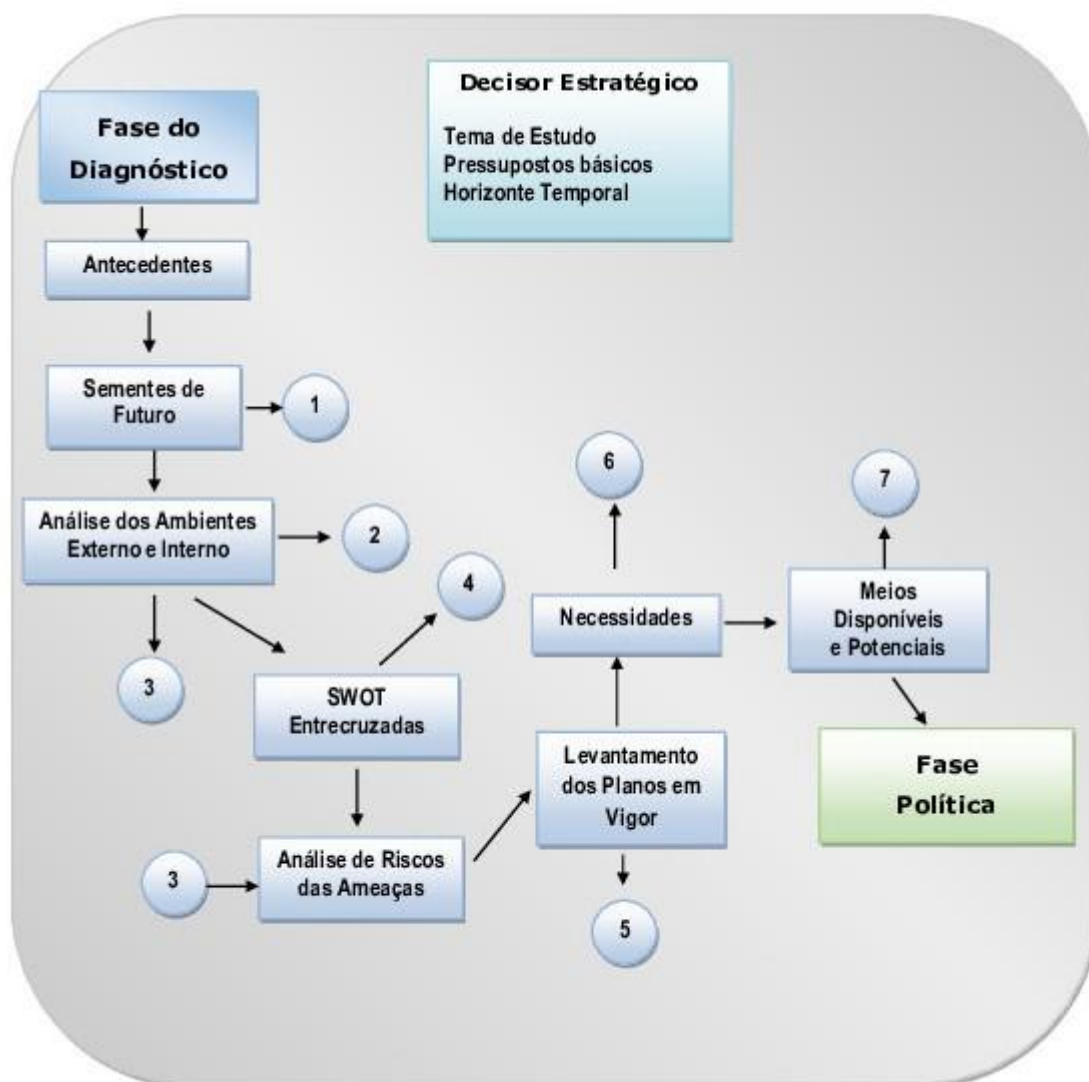 Decisor Estratégico
Tema de Estudo
Pressupostos básicos
Horizonte Temporal
Fase do
Diagnóstico
Antecedentes
Sementes de
Futuro
1
Análise dos Ambientes
Externo e Interno
2
3
4
SWOT
Entrecruzadas
3
Análise de Riscos
das Ameaças
Levantamento
dos Planos em
Vigor
5
Necessidades
6
Meios
Disponíveis
e Potenciais
7
Fase
Política